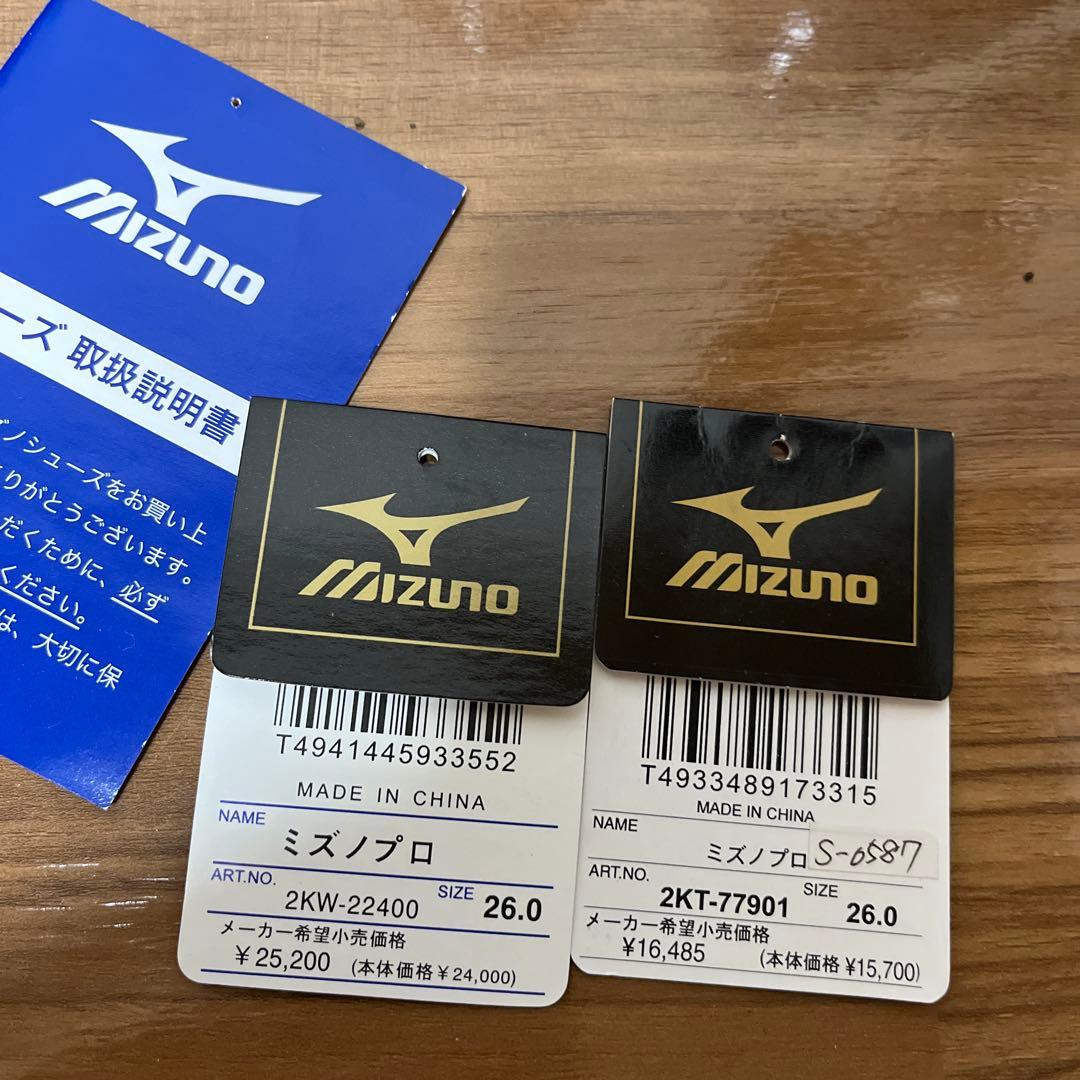 MIZUNO
ーズ 取扱説明書
ズノシューズをお買い上
りがとうございます。
だくために、必ず
ください。
は、大切に保
MIZUNO
T4941445933552
MADE IN CHINA
NAME
ミズノプロ
ART.NO.
2KW-22400
SIZE
26.0
メーカー希望小売価格
¥25,200 (本体価格¥24,000)
MIZUNO
T4933489173315
MADE IN CHINA
NAME
ミズノプロ
S-0587
ART.NO.
2KT-77901
SIZE
26.0
メーカー希望小売価格
¥16,485 (本体価格¥15,700)